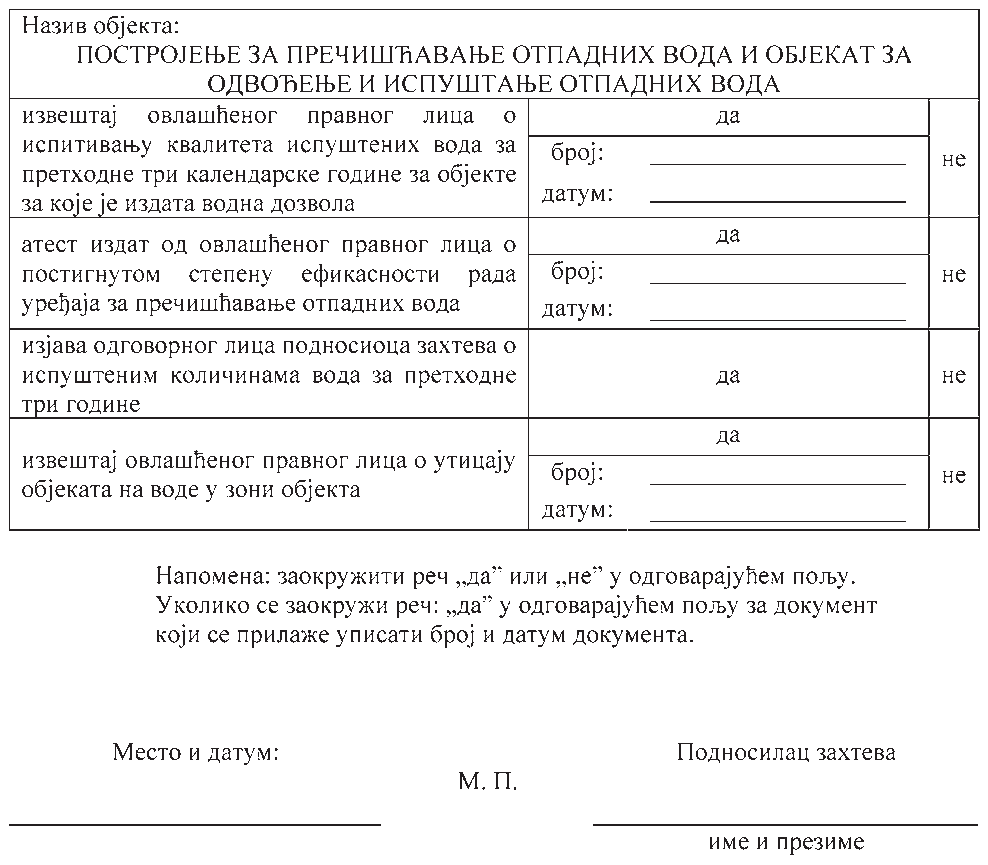 Назив објекта:
ПОСТРОЈЕЊЕ ЗА ПРЕЧИШЋАВАЊЕ ОТПАДНИХ ВОДА И ОБЈЕКАТ ЗА
ОДВОЂЕЊЕ И ИСПУШТАЊЕ ОТПАДНИХ ВОДА
извештај овлашћеног правног лица о
испитивању квалитета испуштених вода за
претходне три календарске године за објекте
за које је издата водна дозвола
да
број:
датум:
не
атест издат од овлашћеног правног лица о
постигнутом степену ефикасности рада
уређаја за пречишћавање отпадних вода
да
број:
датум:
не
изјава одговорног лица подносиоца захтева о
испуштеним количинама вода за претходне
три године
да
не
извештај овлашћеног правног лица о утицају
објеката на воде у зони објекта
да
број:
датум:
не
Напомена: заокружити реч „да” или „не” у одговарајућем пољу.
Уколико се заокружи реч: „да” у одговарајућем пољу за документ
који се прилаже уписати број и датум документа.
Место и датум:
Подносилац захтева
М. П.
име и презиме